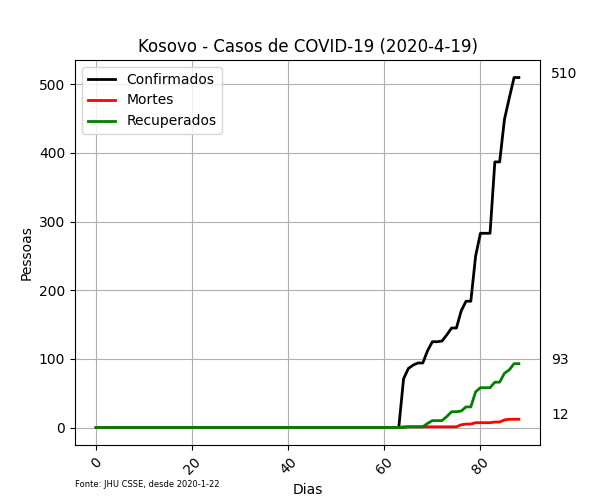 Kosovo - Casos de COVID-19 (2020-4-19)
Confirmados
Mortes
Recuperados
510
93
12
500
400
300
200
100
0
Pessoas
0
20
40
60
80
Dias
Fonte: JHU CSSE, desde 2020-1-22